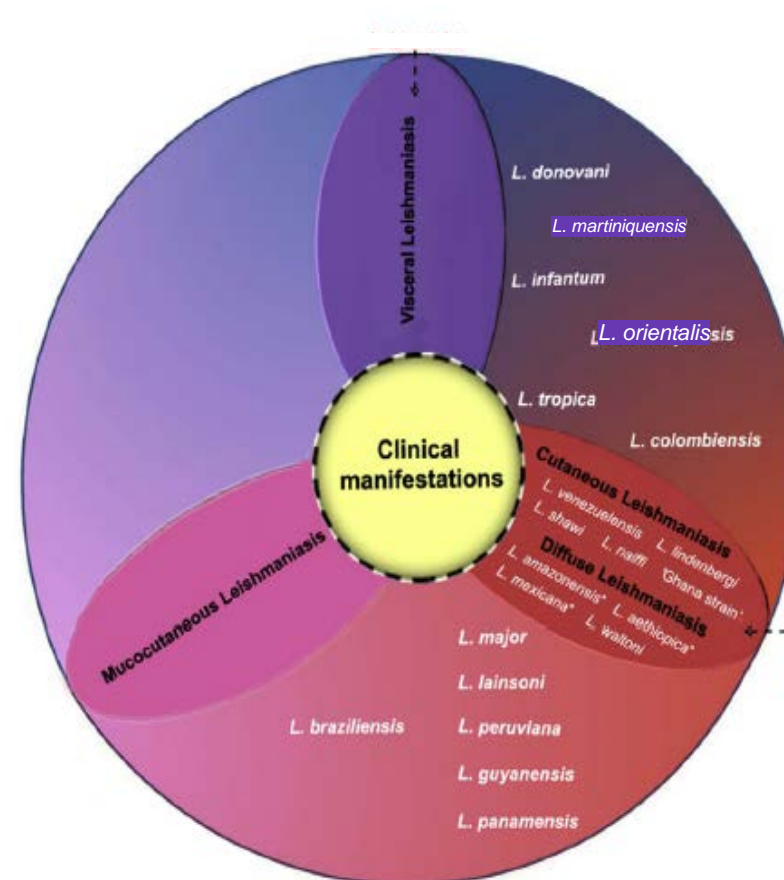 Visceral Leishmaniasis
L. donovani
L. martiniquensis
L. infantum
L. orientalis
L. tropica
L. colombiensis
Clinical
manifestations
Cutaneous Leishmaniasis
L. venezuelensis
L. lindenbergi
L. shawi
L. naiffi
'Ghana strain'
Diffuse Leishmaniasis
L. amazonensis*
L. aethiopica*
L. mexicana*
L. waltoni
Mucocutaneous Leishmaniasis
L. major
L. lainsoni
L. braziliensis
L. peruviana
L. guyanensis
L. panamensis